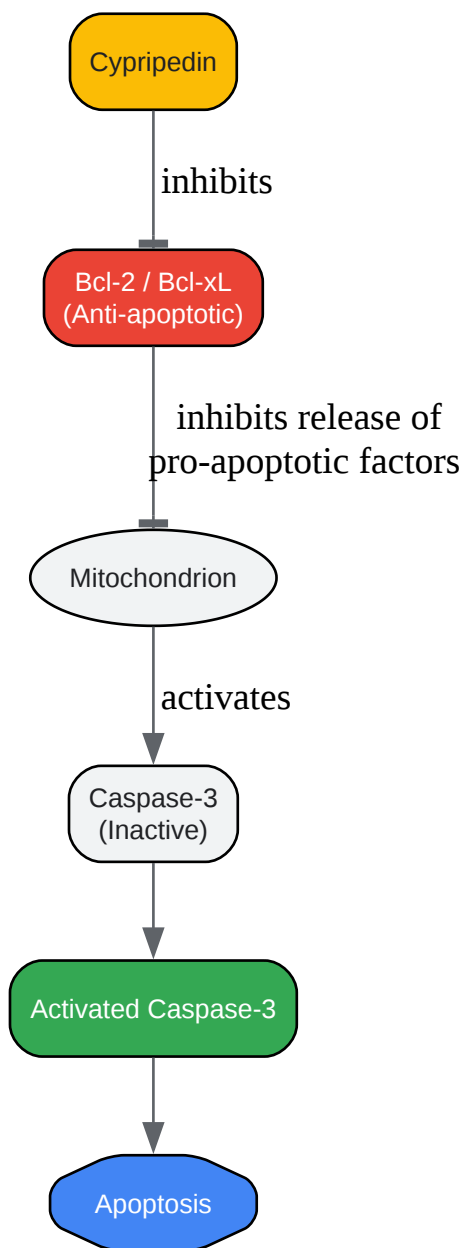 Cypripedin
inhibits
Bcl-2 / Bcl-xL
(Anti-apoptotic)
inhibits release of
pro-apoptotic factors
Mitochondrion
activates
Caspase-3
(Inactive)
Activated Caspase-3
Apoptosis